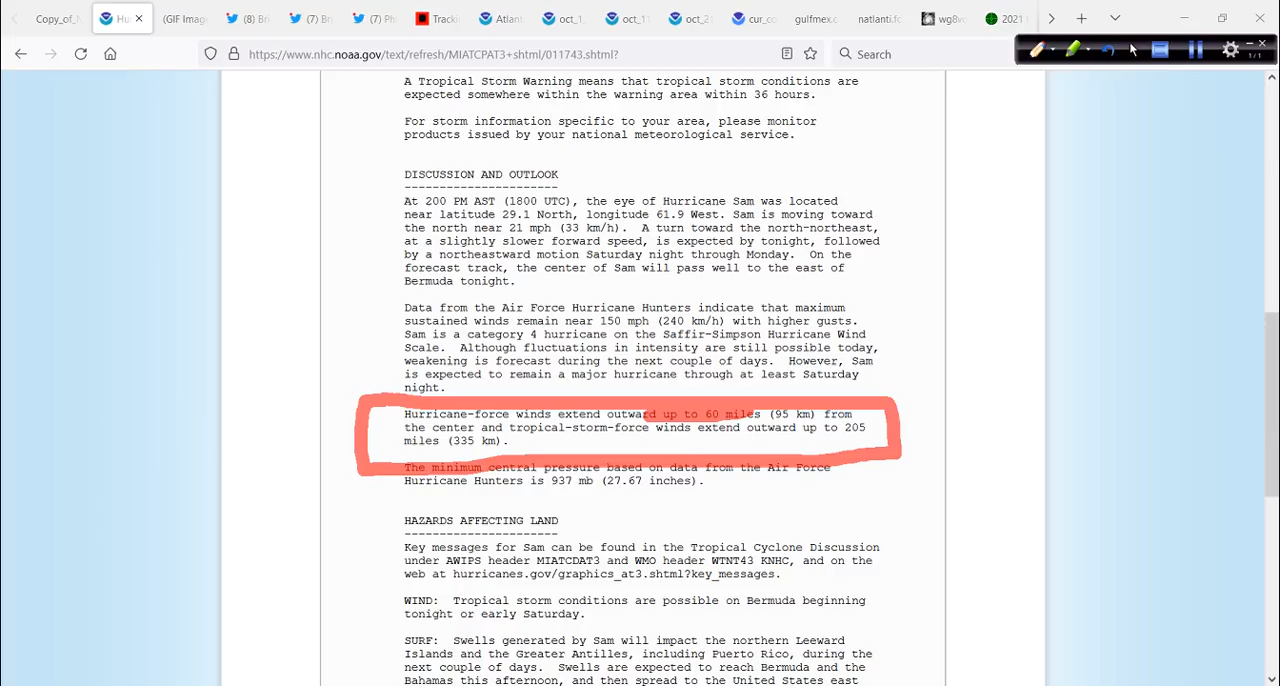 Copy_of_N
Hu
(GIF Imag
(8) Bri
(7) Bri
(7) Ph
Trackin
Atlant
oct_1
oct_1
oct_2
cur_co
gulfmex.c
natlanti.fc
wg8vo
2021 I
https://www.nhc.noaa.gov/text/refresh/MIATCPAT3+shtml/011743.shtml?
Search
1/1
A Tropical Storm Warning means that tropical storm conditions are
expected somewhere within the warning area within 36 hours.
For storm information specific to your area, please monitor
products issued by your national meteorological service.
DISCUSSION AND OUTLOOK
----------------------
At 200 PM AST (1800 UTC), the eye of Hurricane Sam was located
near latitude 29.1 North, longitude 61.9 West. Sam is moving toward
the north near 21 mph (33 km/h). A turn toward the north-northeast,
at a slightly slower forward speed, is expected by tonight, followed
by a northeastward motion Saturday night through Monday. On the
forecast track, the center of Sam will pass well to the east of
Bermuda tonight.
Data from the Air Force Hurricane Hunters indicate that maximum
sustained winds remain near 150 mph (240 km/h) with higher gusts.
Sam is a category 4 hurricane on the Saffir-Simpson Hurricane Wind
Scale. Although fluctuations in intensity are still possible today,
weakening is forecast during the next couple of days. However, Sam
is expected to remain a major hurricane through at least Saturday
night.
Hurricane-force winds extend outward up to 60 miles (95 km) from
the center and tropical-storm-force winds extend outward up to 205
miles (335 km).
The minimum central pressure based on data from the Air Force
Hurricane Hunters is 937 mb (27.67 inches).
HAZARDS AFFECTING LAND
----------------------
Key messages for Sam can be found in the Tropical Cyclone Discussion
under AWIPS header MIATCDAT3 and WMO header WTNT43 KNHC, and on the
web at hurricanes.gov/graphics_at3.shtml?key_messages.
WIND: Tropical storm conditions are possible on Bermuda beginning
tonight or early Saturday.
SURF: Swells generated by Sam will impact the northern Leeward
Islands and the Greater Antilles, including Puerto Rico, during the
next couple of days. Swells are expected to reach Bermuda and the
Bahamas this afternoon, and then spread to the United States east